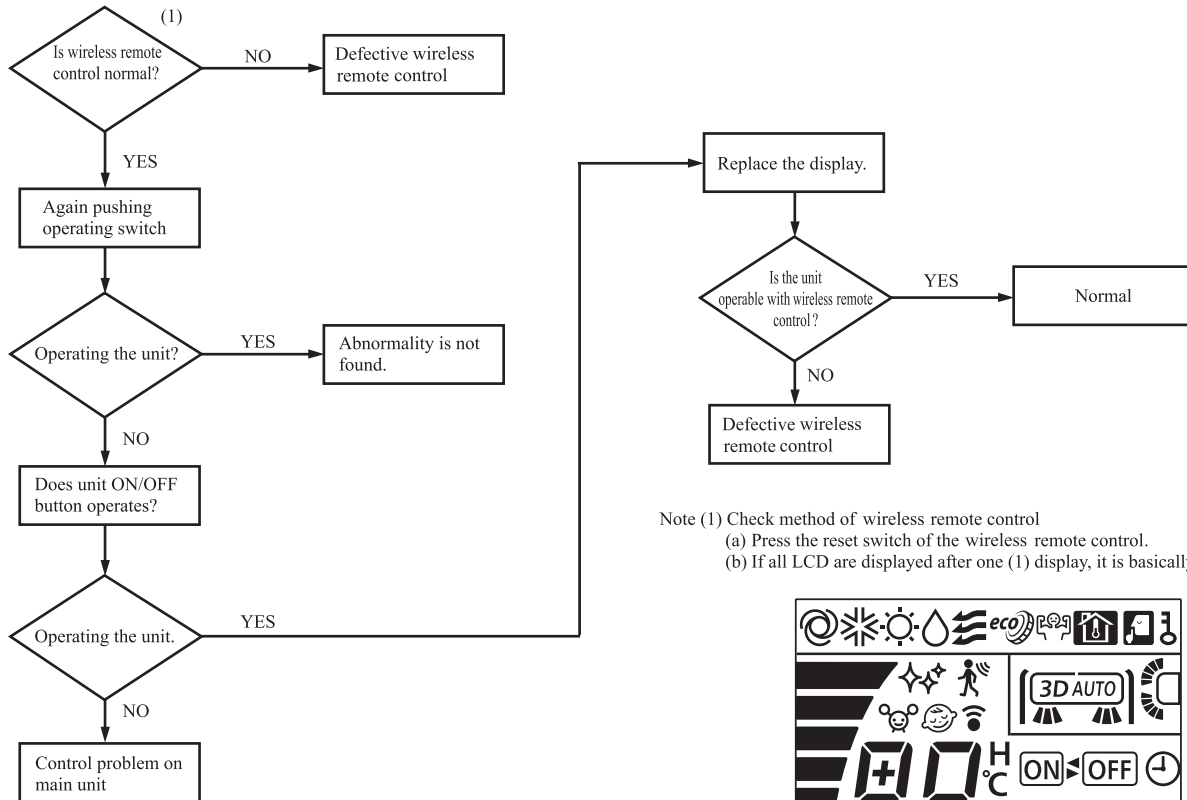 (1)
Is wireless remote
control normal?
NO
Defective wireless
remote control
YES
Again pushing
operating switch
Operating the unit?
YES
Abnormality is not
found.
NO
Does unit ON/OFF
button operates?
Operating the unit.
YES
NO
Control problem on
main unit
Replace the display.
Is the unit
operable with wireless remote
control?
YES
Normal
NO
Defective wireless
remote control
Note (1) Check method of wireless remote control
(a) Press the reset switch of the wireless remote control.
(b) If all LCD are displayed after one (1) display, it is basically
eco
3D AUTO
H
°C
ON
OFF